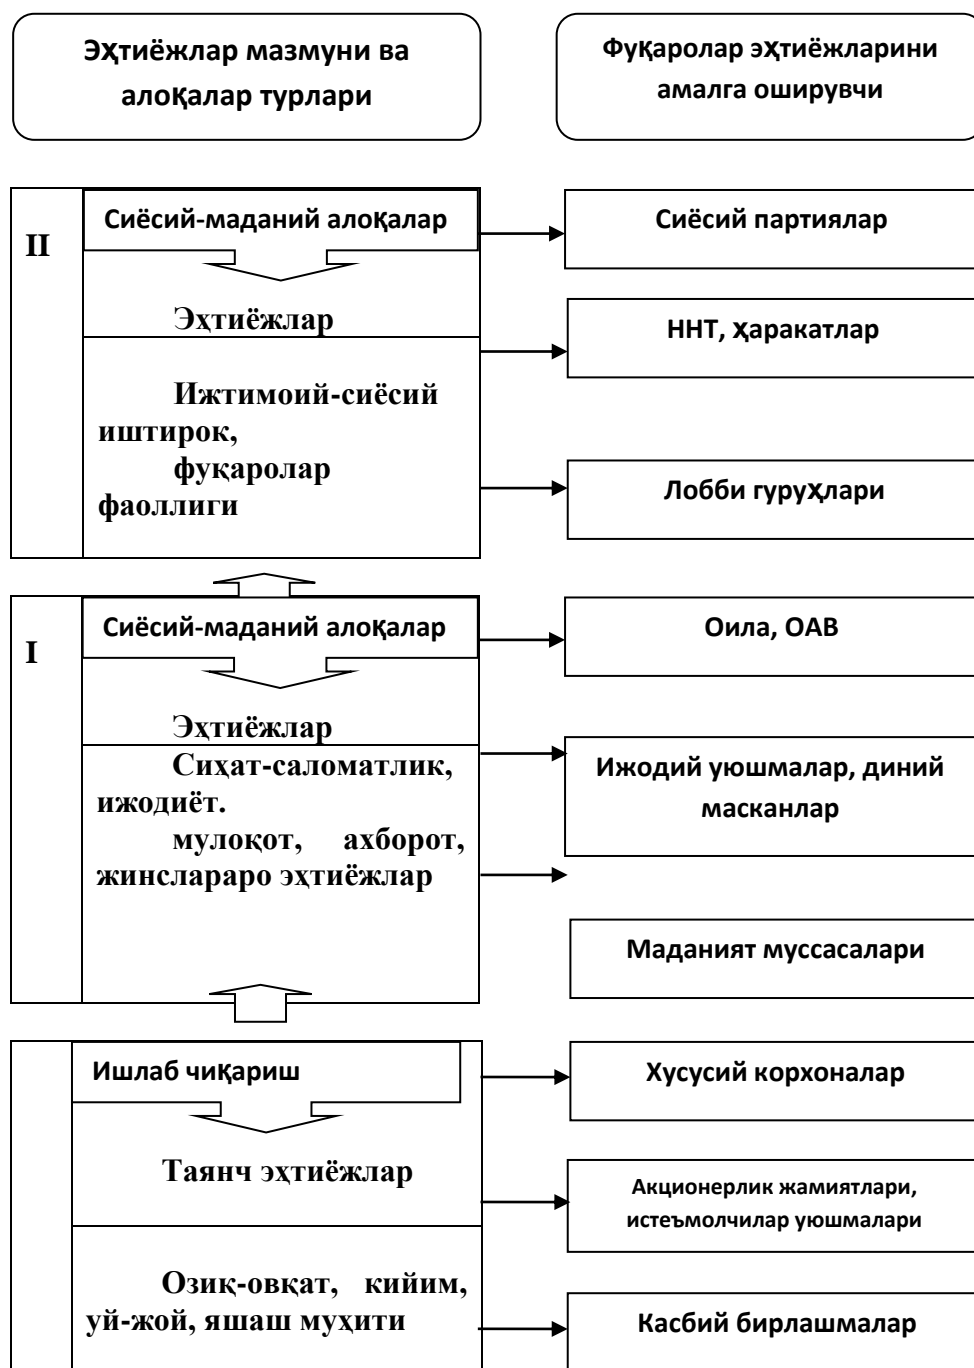 Эҳтиёжлар мазмуни ва
алоқалар турлари
Фуқаролар эҳтиёжларини
амалга оширувчи
II
Сиёсий-маданий алоқалар
Эҳтиёжлар
Ижтимоий-сиёсий
иштирок,
фуқаролар
фаоллиги
Сиёсий партиялар
ННТ, ҳаракатлар
Лобби гуруҳлари
I
Сиёсий-маданий алоқалар
Эҳтиёжлар
Сиҳат-саломатлик,
ижодиёт.
мулоқот, ахборот,
жинслараро эҳтиёжлар
Оила, ОАВ
Ижодий уюшмалар, диний
масканлар
Маданият муссасалари
Ишлаб чиқариш
Таянч эҳтиёжлар
Озиқ-овқат, кийим,
уй-жой, яшаш муҳити
Хусусий корхоналар
Акционерлик жамиятлари,
истеъмолчилар уюшмалари
Касбий бирлашмалар